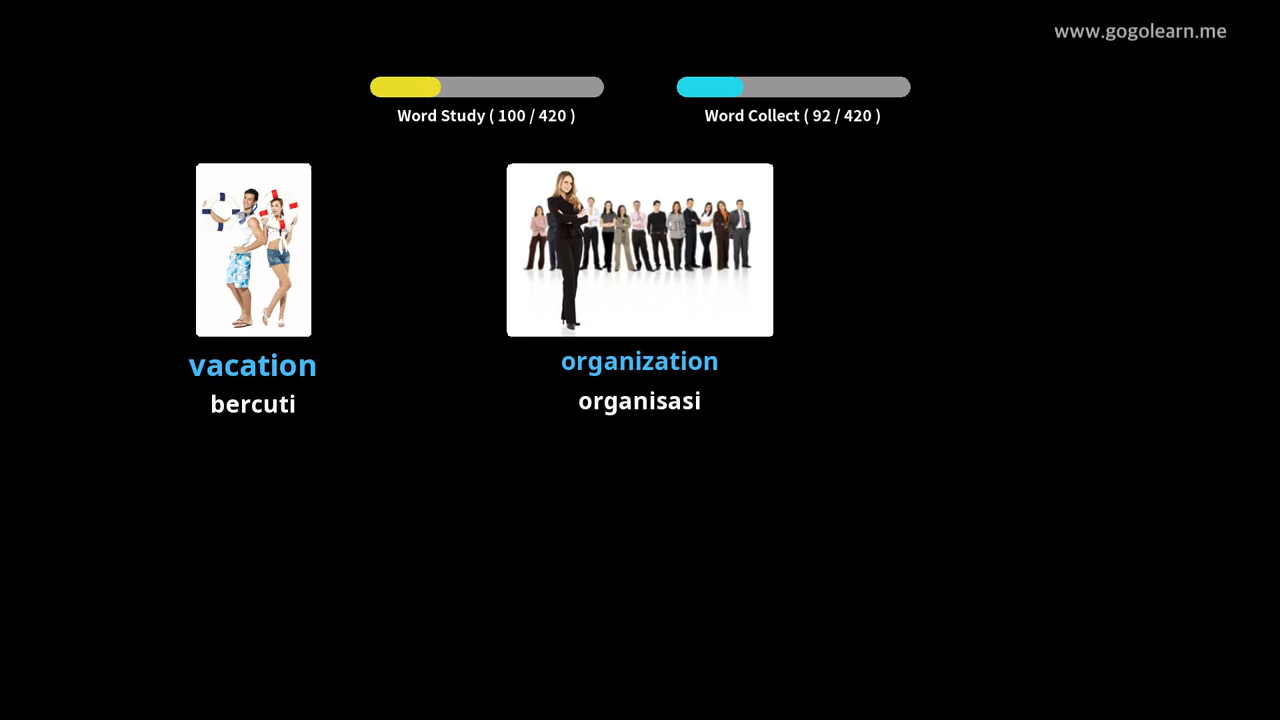 www.gogolearn.me
Word Study ( 100 / 420 )
Word Collect ( 92 / 420 )
vacation
bercuti
organization
organisasi